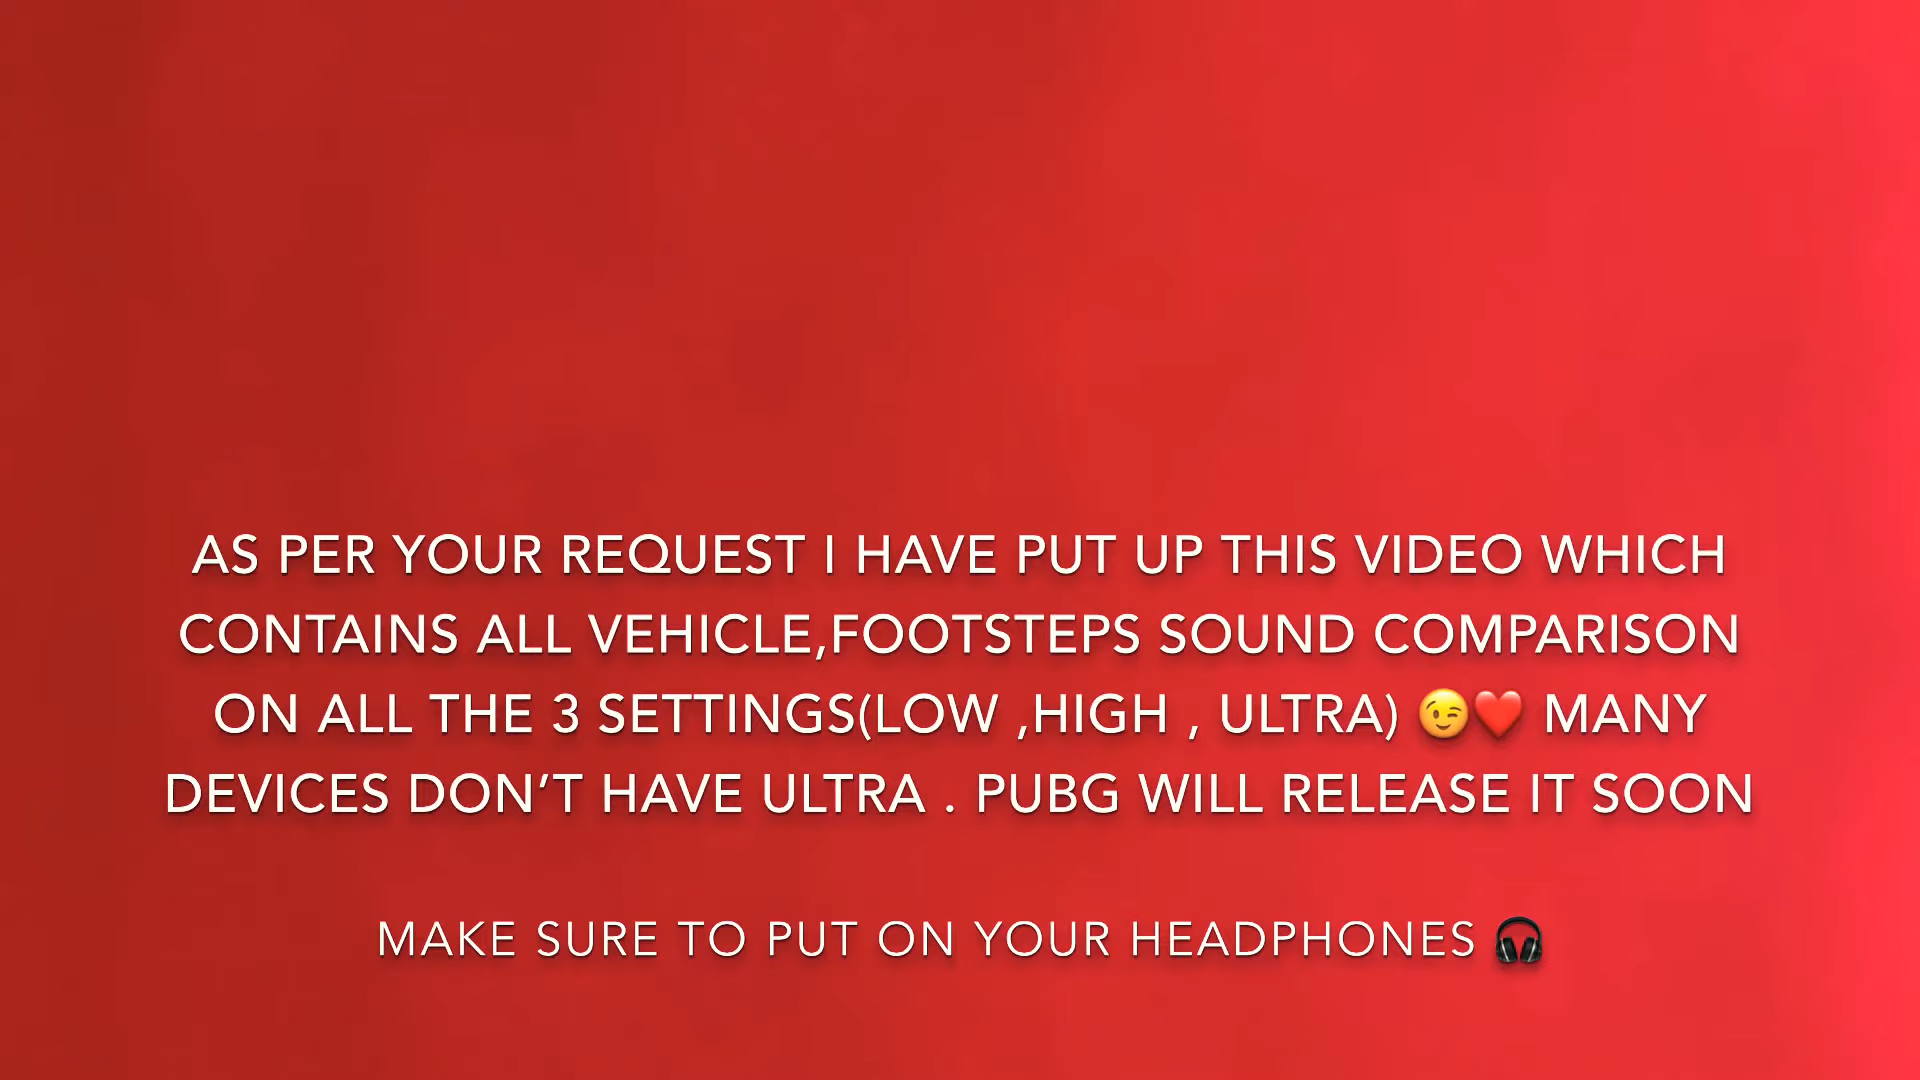 AS PER YOUR REQUEST I HAVE PUT UP THIS VIDEO WHICH
CONTAINS ALL VEHICLE,FOOTSTEPS SOUND COMPARISON
ON ALL THE 3 SETTINGS(LOW ,HIGH , ULTRA) 😉❤️ MANY
DEVICES DON’T HAVE ULTRA . PUBG WILL RELEASE IT SOON
MAKE SURE TO PUT ON YOUR HEADPHONES 🎧